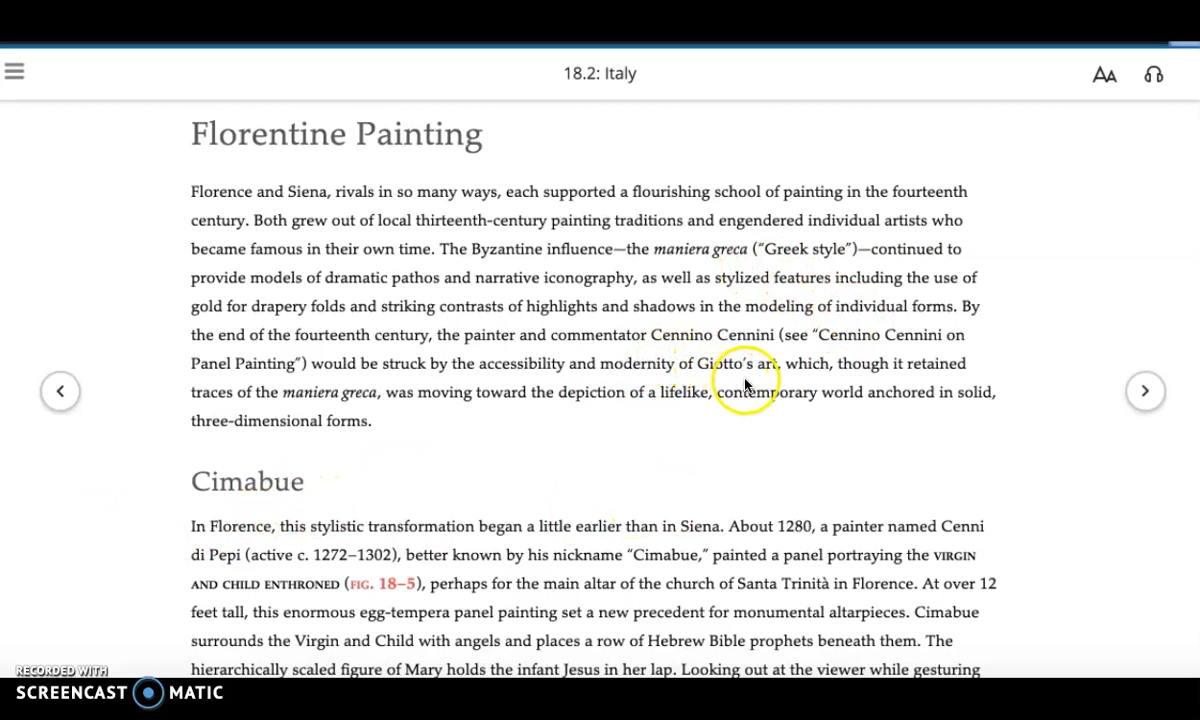 18.2: Italy
AA
Florentine Painting
Florence and Siena, rivals in so many ways, each supported a flourishing school of painting in the fourteenth
century. Both grew out of local thirteenth-century painting traditions and engendered individual artists who
became famous in their own time. The Byzantine influence—the maniera greca (“Greek style”)—continued to
provide models of dramatic pathos and narrative iconography, as well as stylized features including the use of
gold for drapery folds and striking contrasts of highlights and shadows in the modeling of individual forms. By
the end of the fourteenth century, the painter and commentator Cennino Cennini (see “Cennino Cennini on
Panel Painting”) would be struck by the accessibility and modernity of Giotto’s art, which, though it retained
traces of the maniera greca, was moving toward the depiction of a lifelike, contemporary world anchored in solid,
three-dimensional forms.
Cimabue
In Florence, this stylistic transformation began a little earlier than in Siena. About 1280, a painter named Cenni
di Pepi (active c. 1272–1302), better known by his nickname “Cimabue,” painted a panel portraying the VIRGIN
AND CHILD ENTHRONED (FIG. 18–5), perhaps for the main altar of the church of Santa Trinità in Florence. At over 12
feet tall, this enormous egg-tempera panel painting set a new precedent for monumental altarpieces. Cimabue
surrounds the Virgin and Child with angels and places a row of Hebrew Bible prophets beneath them. The
hierarchically scaled figure of Mary holds the infant Jesus in her lap. Looking out at the viewer while gesturing
RECORDED WITH
SCREENCAST MATIC